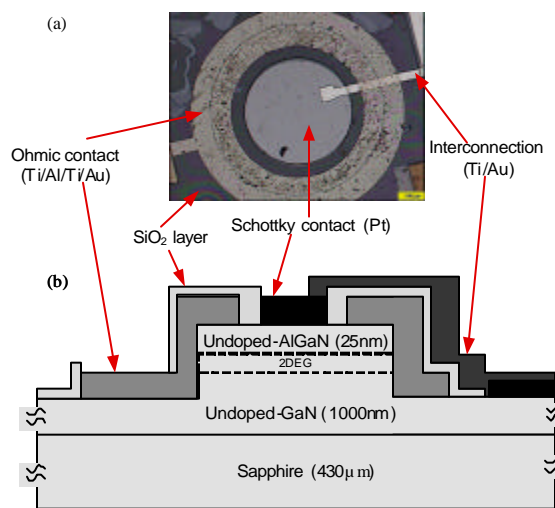 (a)
Ohmic contact
(Ti/Al/Ti/Au)
Interconnection
(Ti/Au)
SiO₂ layer
Schottky contact (Pt)
(b)
Undoped-AlGaN (25nm)
2DEG
Undoped-GaN (1000nm)
Sapphire (430μm)